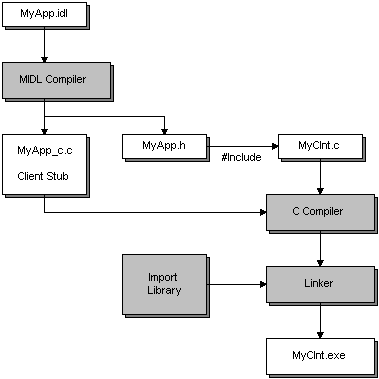 MyApp.idl
MIDL Compiler
MyApp_c.c
Client Stub
MyApp.h
#Include
MyClnt.c
C Compiler
Import
Library
Linker
MyClnt.exe